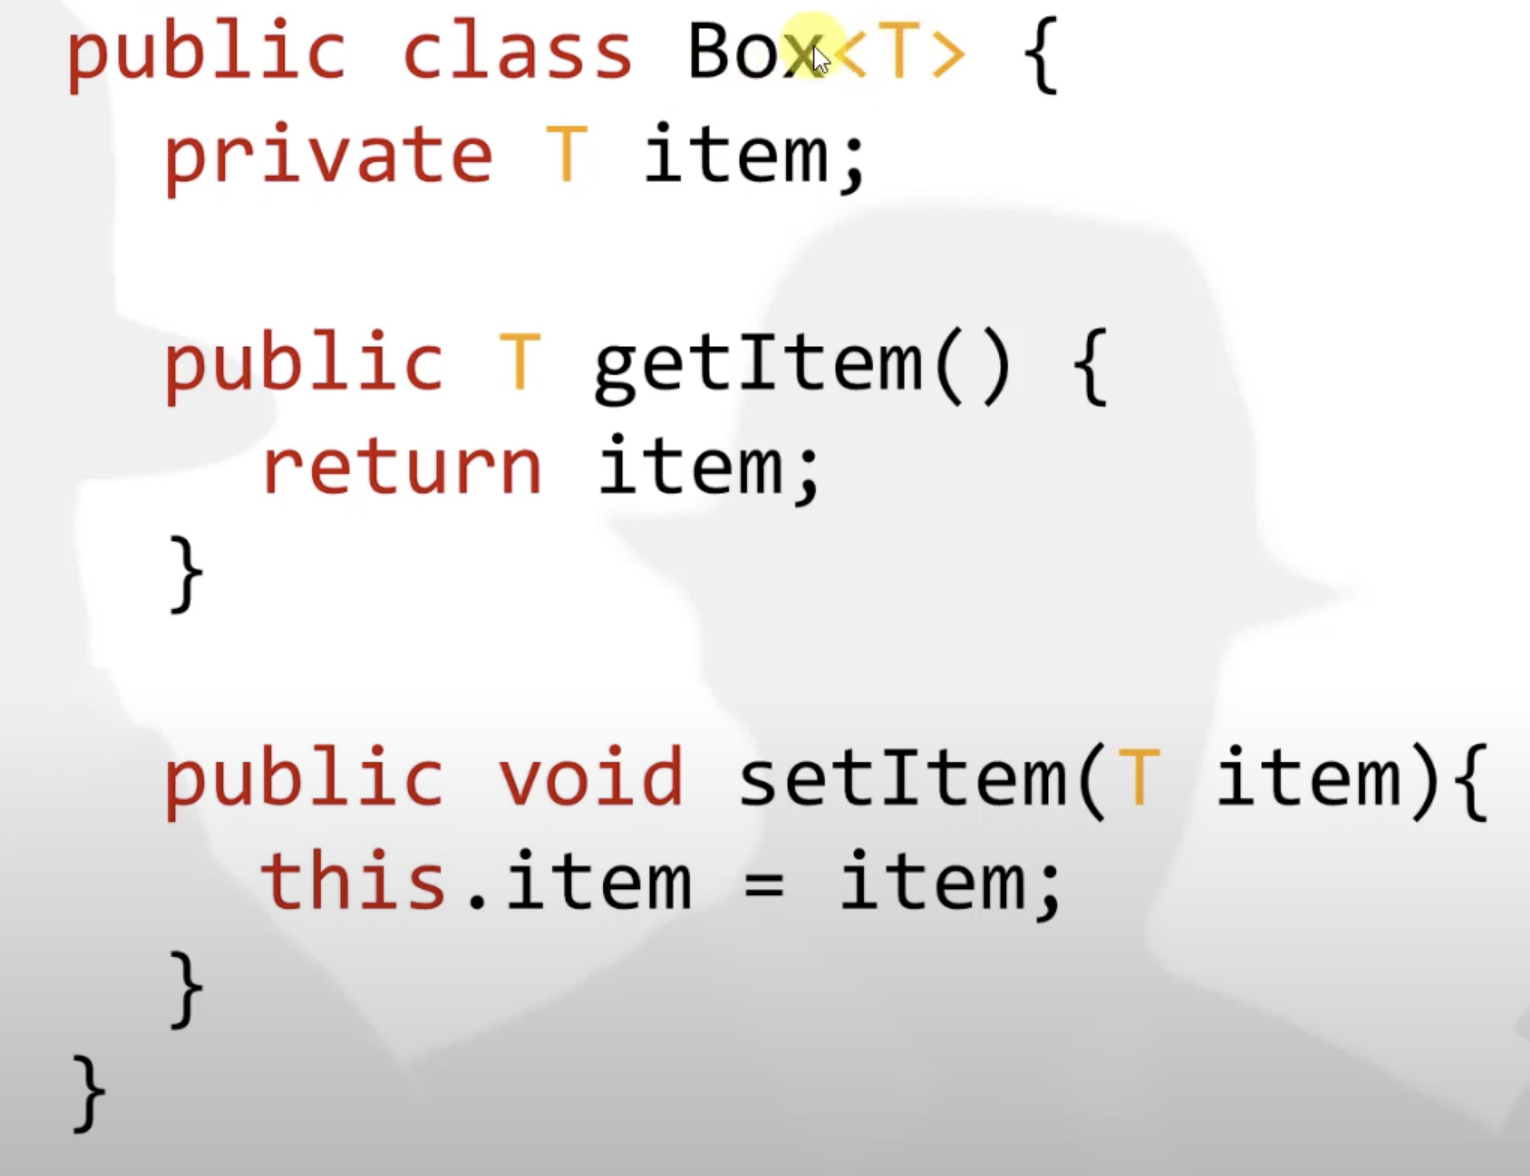 public class Box<T> {
private T item;
public T getItem() {
return item;
}
public void setItem(T item){
this.item = item;
}
}